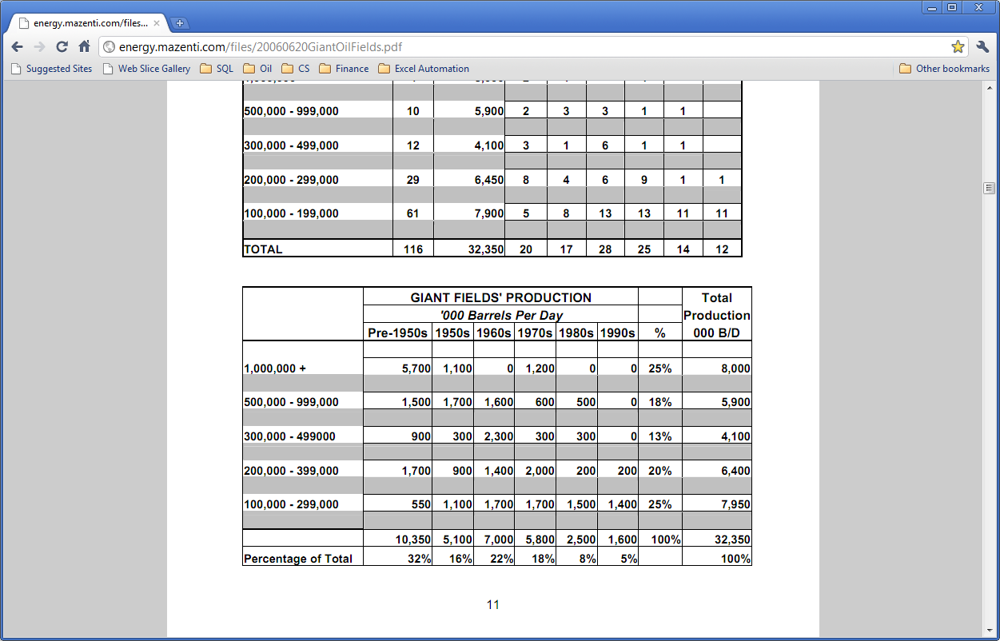 energy.mazenti.com/files...
energy.mazenti.com/files/20060620GiantOilFields.pdf
Suggested Sites Web Slice Gallery SQL Oil CS Finance Excel Automation Other bookmarks
500,000 - 999,000 10 5,900 2 3 3 1 1
300,000 - 499,000 12 4,100 3 1 6 1 1
200,000 - 299,000 29 6,450 8 4 6 9 1 1
100,000 - 199,000 61 7,900 5 8 13 13 11 11
TOTAL 116 32,350 20 17 28 25 14 12
GIANT FIELDS' PRODUCTION Total
'000 Barrels Per Day Production
Pre-1950s 1950s 1960s 1970s 1980s 1990s % 000 B/D
1,000,000 + 5,700 1,100 0 1,200 0 0 25% 8,000
500,000 - 999,000 1,500 1,700 1,600 600 500 0 18% 5,900
300,000 - 499000 900 300 2,300 300 300 0 13% 4,100
200,000 - 399,000 1,700 900 1,400 2,000 200 200 20% 6,400
100,000 - 299,000 550 1,100 1,700 1,700 1,500 1,400 25% 7,950
10,350 5,100 7,000 5,800 2,500 1,600 100% 32,350
Percentage of Total 32% 16% 22% 18% 8% 5% 100%
11